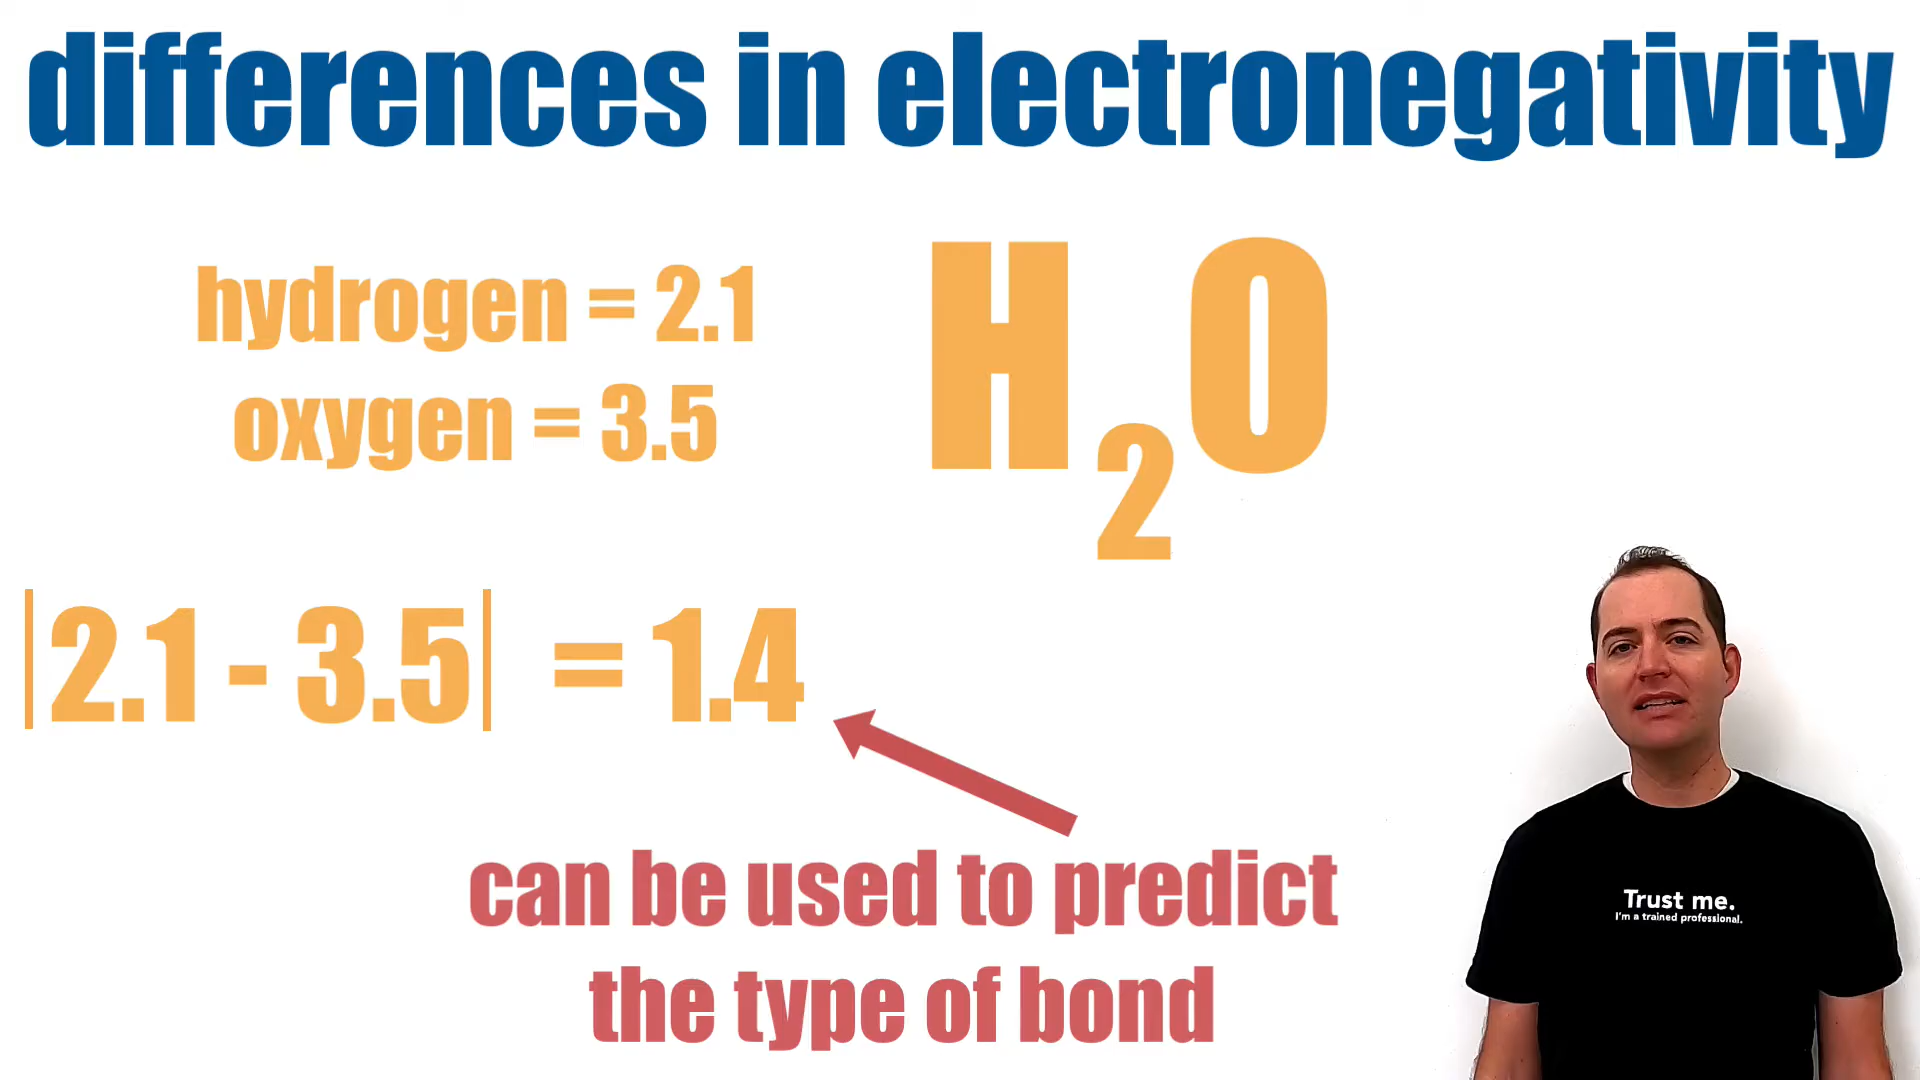 differences in electronegativity
hydrogen = 2.1
oxygen = 3.5
H₂O
|2.1 - 3.5| = 1.4
can be used to predict
the type of bond
Trust me.
I'm a trained professional.